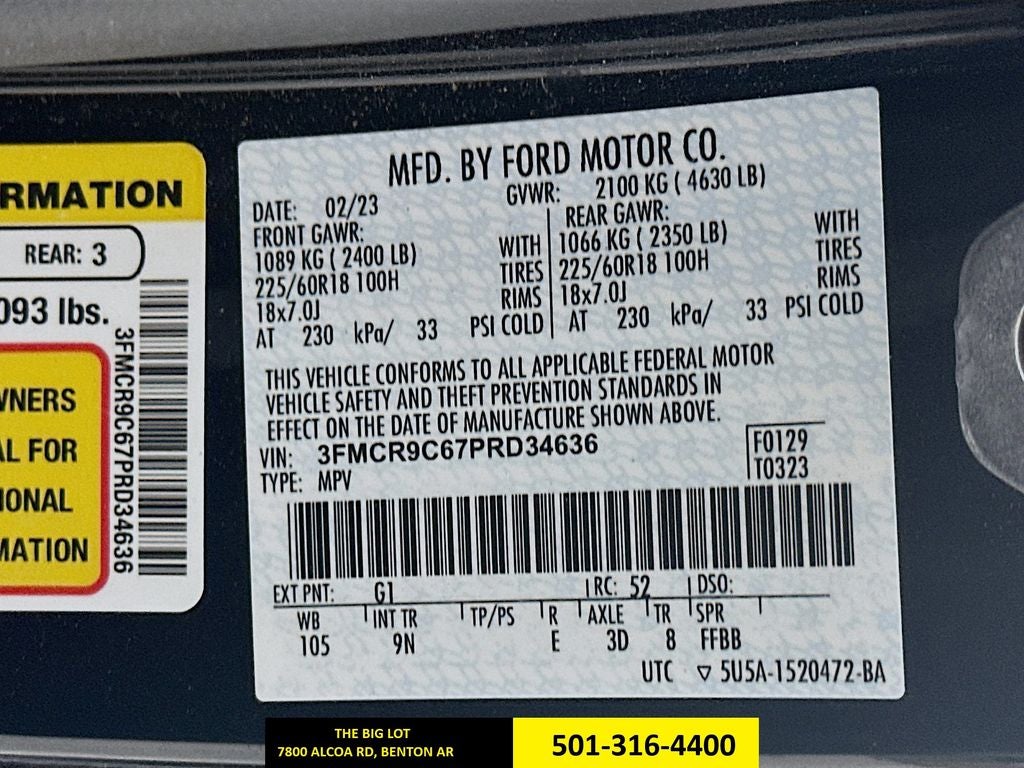 RMATION
REAR: 3
093 lbs.
WNERS
AL FOR
IONAL
MATION
3FMCR9C67PRD34636
MFD. BY FORD MOTOR CO.
DATE: 02/23 GVWR: 2100 KG ( 4630 LB)
FRONT GAWR: REAR GAWR:
1089 KG ( 2400 LB) WITH 1066 KG ( 2350 LB) WITH
225/60R18 100H TIRES 225/60R18 100H TIRES
18x7.0J RIMS 18x7.0J RIMS
AT 230 kPa/ 33 PSI COLD AT 230 kPa/ 33 PSI COLD
THIS VEHICLE CONFORMS TO ALL APPLICABLE FEDERAL MOTOR
VEHICLE SAFETY AND THEFT PREVENTION STANDARDS IN
EFFECT ON THE DATE OF MANUFACTURE SHOWN ABOVE.
VIN: 3FMCR9C67PRD34636 F0129
TYPE: MPV T0323
EXT PNT: G1 RC: 52 DSO:
WB INT TR TP/PS R AXLE TR SPR
105 9N E 3D 8 FFBB
UTC ▽ 5U5A-1520472-BA
THE BIG LOT
7800 ALCOA RD, BENTON AR
501-316-4400